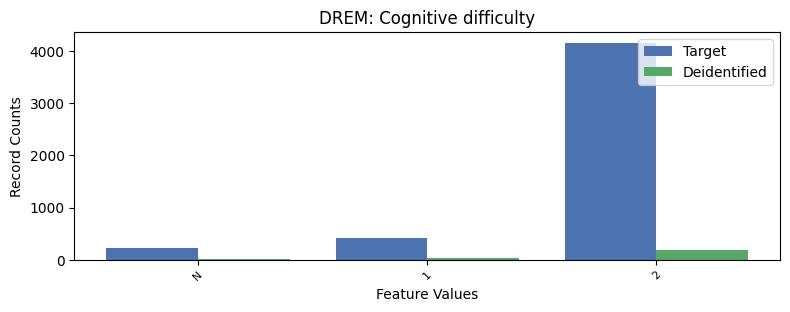 DREM: Cognitive difficulty
Target
Deidentified
4000
3000
2000
1000
0
Record Counts
N
1
2
Feature Values